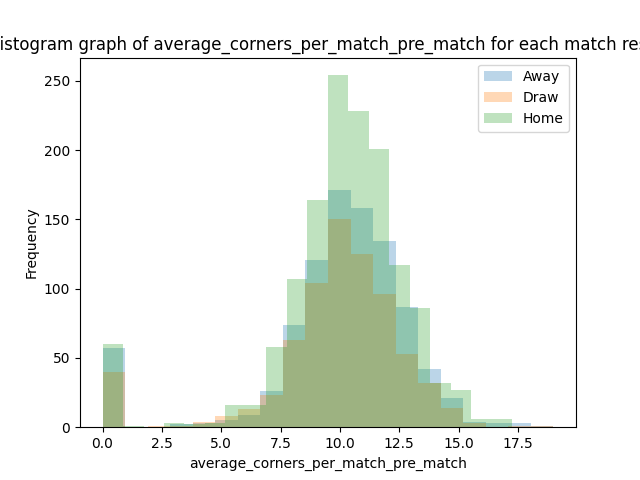 istogram graph of average_corners_per_match_pre_match for each match res
Away
Draw
Home
250
200
150
100
50
0
Frequency
0.0 2.5 5.0 7.5 10.0 12.5 15.0 17.5
average_corners_per_match_pre_match